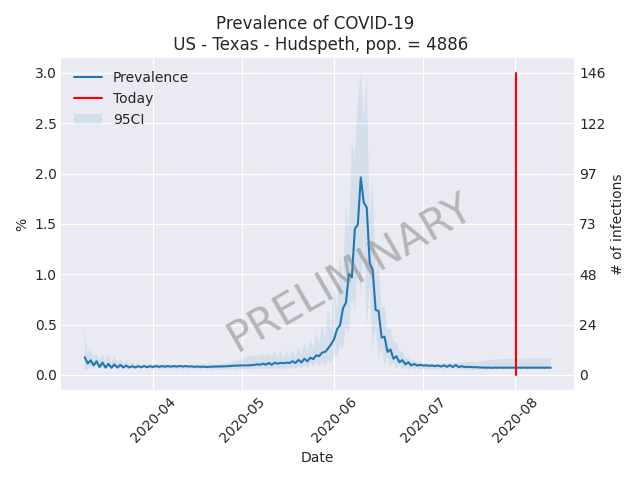 Prevalence of COVID-19
US - Texas - Hudspeth, pop. = 4886
Prevalence
Today
95CI
3.0
2.5
2.0
1.5
1.0
0.5
0.0
%
146
122
97
73
48
24
0
# of infections
PRELIMINARY
2020-04
2020-05
2020-06
2020-07
2020-08
Date